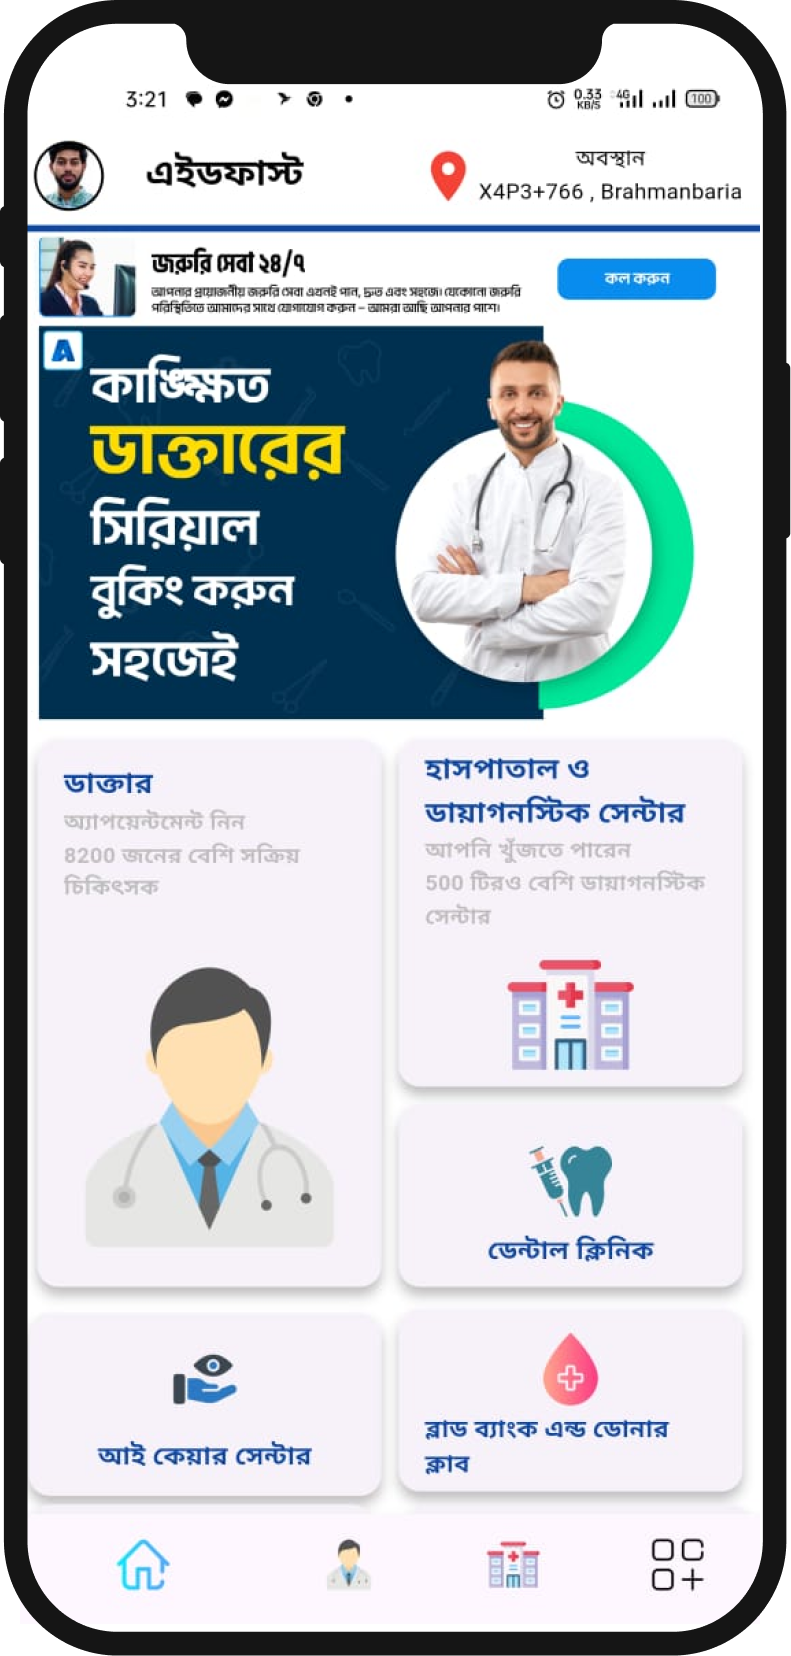 3:21
0.33 KB/S 4G 100
এইডফাস্ট
অবস্থান
X4P3+766 , Brahmanbaria
জরুরি সেবা ২৪/৭
আপনার প্রয়োজনীয় জরুরি সেবা এখনই পান, দ্রুত এবং সহজে। যেকোনো জরুরি
পরিস্থিতিতে আমাদের সাথে যোগাযোগ করুন – আমরা আছি আপনার পাশে।
কল করুন
A
কাঙ্ক্ষিত
ডাক্তারের
সিরিয়াল
বুকিং করুন
সহজেই
ডাক্তার
অ্যাপয়েন্টমেন্ট নিন
8200 জনের বেশি সক্রিয়
চিকিৎসক
হাসপাতাল ও
ডায়াগনস্টিক সেন্টার
আপনি খুঁজতে পারেন
500 টিরও বেশি ডায়াগনস্টিক
সেন্টার
ডেন্টাল ক্লিনিক
আই কেয়ার সেন্টার
ব্লাড ব্যাংক এন্ড ডোনার
ক্লাব